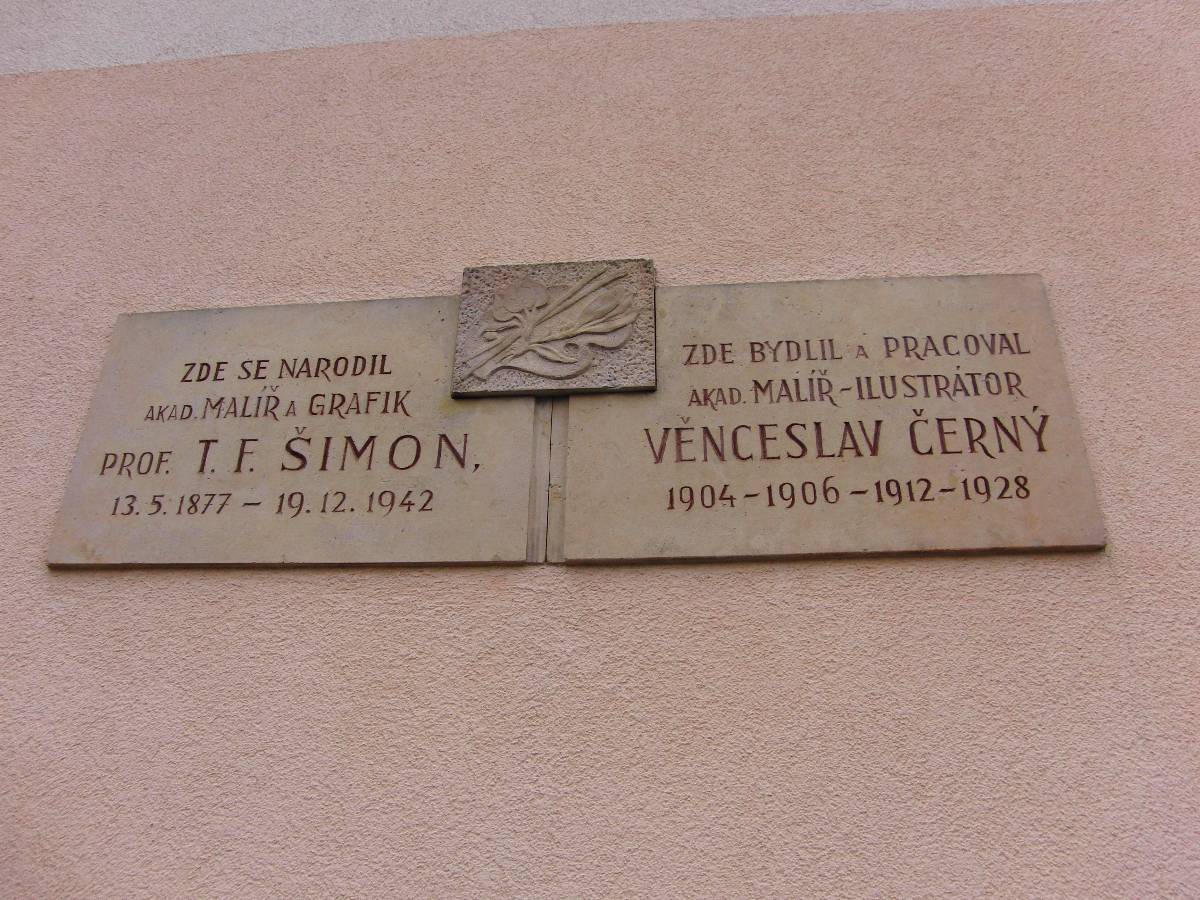 ZDE SE NARODIL
AKAD. MALÍŘ A GRAFIK
PROF. T. F. ŠIMON,
13.5.1877 – 19.12.1942
ZDE BYDLIL A PRACOVAL
AKAD. MALÍŘ-ILUSTRÁTOR
VĚNCESLAV ČERNÝ
1904–1906–1912–1928